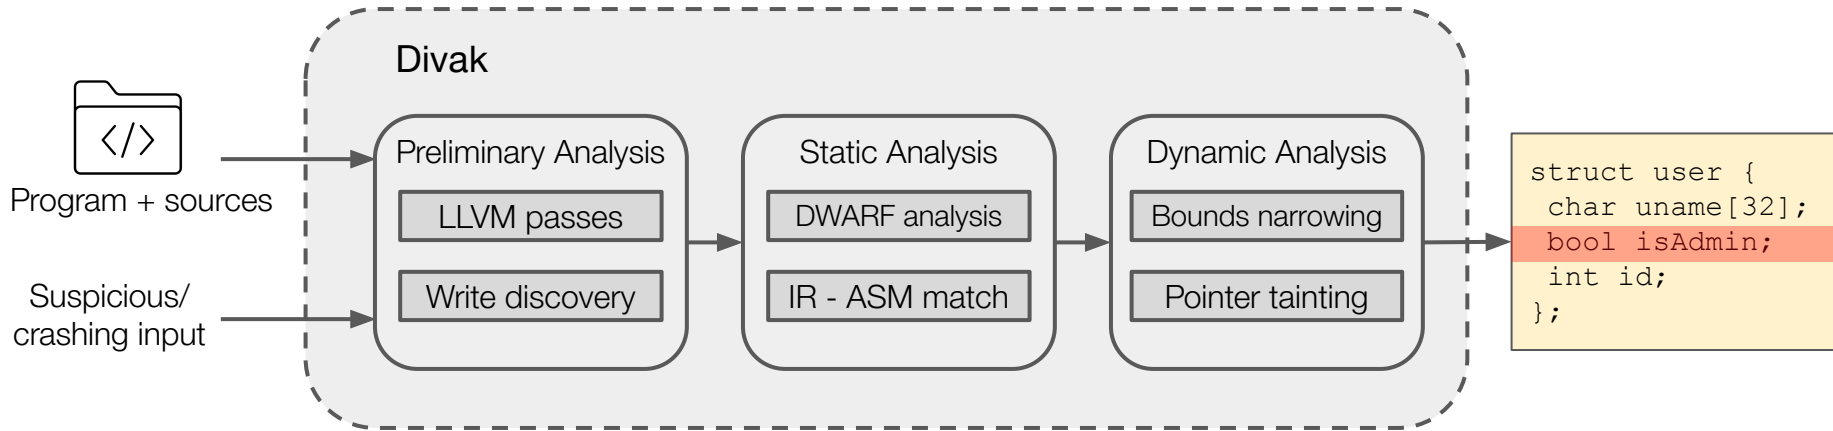 Divak
</>
Program + sources
Suspicious/
crashing input
Preliminary Analysis
LLVM passes
Write discovery
Static Analysis
DWARF analysis
IR - ASM match
Dynamic Analysis
Bounds narrowing
Pointer tainting
struct user {
char uname[32];
bool isAdmin;
int id;
};